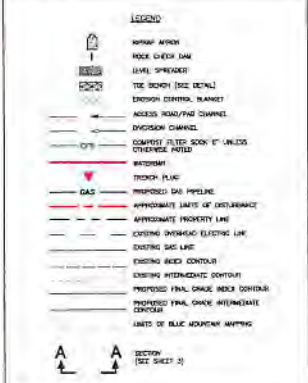 LEGEND
RIPRAP APRON
ROCK CHECK DAM
LEVEL SPREADER
TOE BENCH (SEE DETAIL)
EROSION CONTROL BLANKET
ACCESS ROAD/PAD CHANNEL
DIVERSION CHANNEL
CFS COMPOST FILTER SOCK 12" UNLESS
OTHERWISE NOTED
WATERBAR
TRENCH PLUG
GAS PROPOSED GAS PIPELINE
APPROXIMATE LIMITS OF DISTURBANCE
APPROXIMATE PROPERTY LINE
EXISTING OVERHEAD ELECTRIC LINE
EXISTING GAS LINE
EXISTING INDEX CONTOUR
EXISTING INTERMEDIATE CONTOUR
PROPOSED FINAL GRADE INDEX CONTOUR
PROPOSED FINAL GRADE INTERMEDIATE
CONTOUR
LIMITS OF BLUE MOUNTAIN MAPPING
A A SECTION
(SEE SHEET 3)